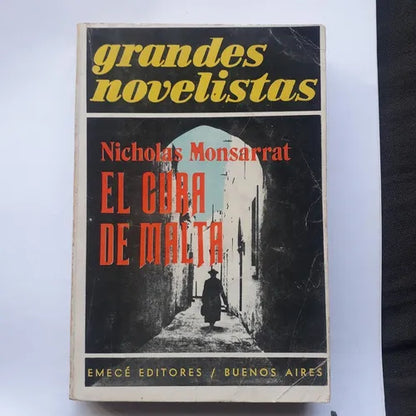 grandes
novelistas
Nicholas Monsarrat
EL CURA
DE MALTA
EMECÉ EDITORES / BUENOS AIRES